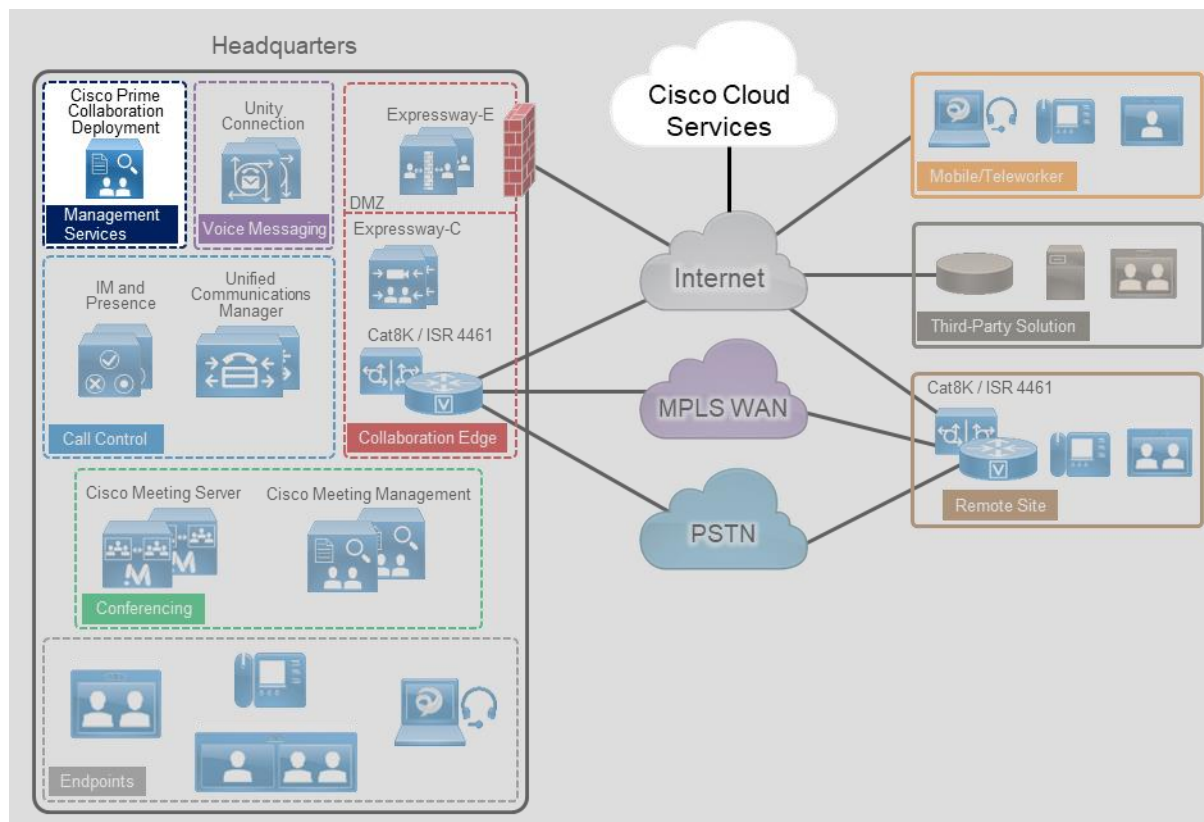 Headquarters
Cisco Prime
Collaboration
Deployment
Management
Services
Unity
Connection
Voice Messaging
Expressway-E
DMZ
Expressway-C
Cat8K / ISR 4461
V
Collaboration Edge
IM and
Presence
Unified
Communications
Manager
Call Control
Cisco Meeting Server
Cisco Meeting Management
Conferencing
Endpoints
Cisco Cloud
Services
Internet
MPLS WAN
PSTN
Mobile/Teleworker
Third-Party Solution
Cat8K / ISR 4461
V
Remote Site